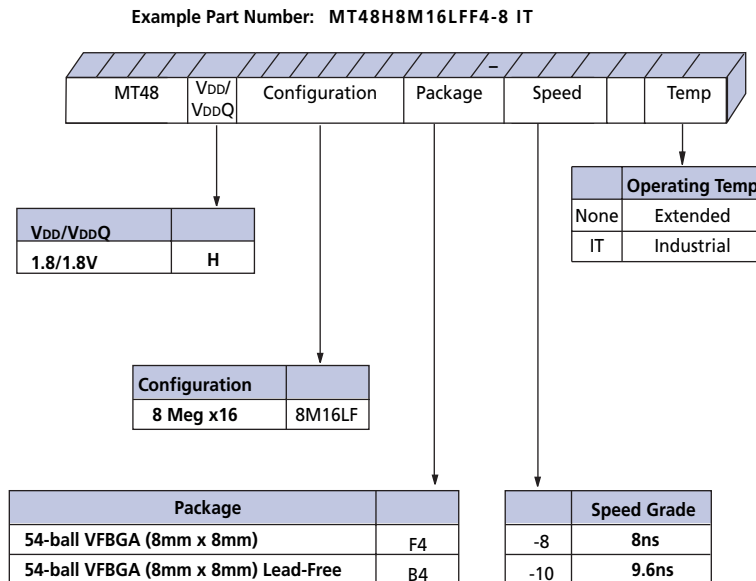 Example Part Number: MT48H8M16LFF4-8 IT
–
MT48 VDD/VDDQ Configuration Package Speed Temp
Operating Temp
None Extended
IT Industrial
VDD/VDDQ
1.8/1.8V H
Configuration
8 Meg x16 8M16LF
Package
54-ball VFBGA (8mm x 8mm) F4
54-ball VFBGA (8mm x 8mm) Lead-Free B4
Speed Grade
-8 8ns
-10 9.6ns